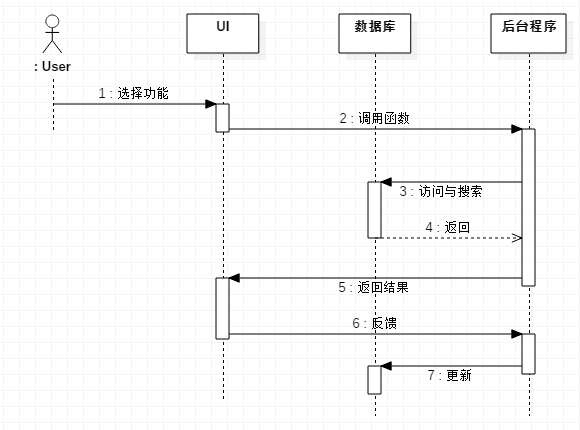 UI
数据库
后台程序
: User
1 : 选择功能
2 : 调用函数
3 : 访问与搜索
4 : 返回
5 : 返回结果
6 : 反馈
7 : 更新